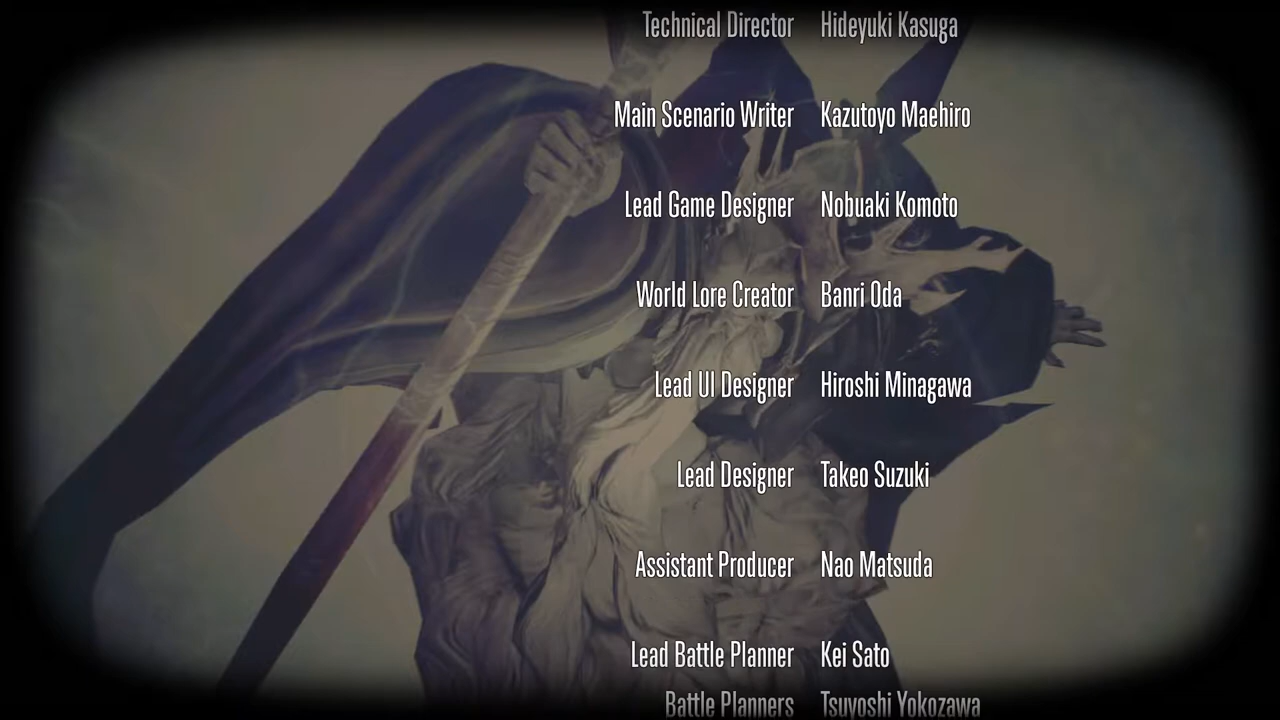 Technical Director Hideyuki Kasuga
Main Scenario Writer Kazutoyo Maehiro
Lead Game Designer Nobuaki Komoto
World Lore Creator Banri Oda
Lead UI Designer Hiroshi Minagawa
Lead Designer Takeo Suzuki
Assistant Producer Nao Matsuda
Lead Battle Planner Kei Sato
Battle Planners Tsuyoshi Yokozawa